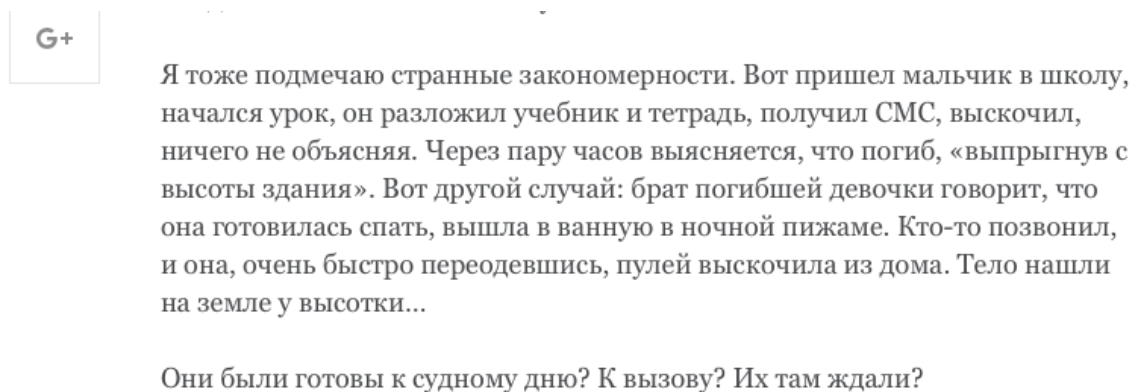 G+
Я тоже подмечаю странные закономерности. Вот пришел мальчик в школу,
начался урок, он разложил учебник и тетрадь, получил СМС, выскочил,
ничего не объясняя. Через пару часов выясняется, что погиб, «выпрыгнув с
высоты здания». Вот другой случай: брат погибшей девочки говорит, что
она готовилась спать, вышла в ванную в ночной пижаме. Кто-то позвонил,
и она, очень быстро переодевшись, пулей выскочила из дома. Тело нашли
на земле у высотки...
Они были готовы к судному дню? К вызову? Их там ждали?